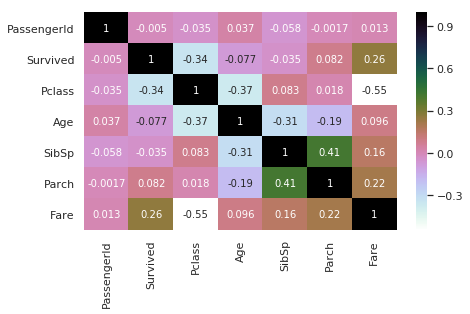 PassengerId 1 -0.005 -0.035 0.037 -0.058 -0.0017 0.013
Survived -0.005 1 -0.34 -0.077 -0.035 0.082 0.26
Pclass -0.035 -0.34 1 -0.37 0.083 0.018 -0.55
Age 0.037 -0.077 -0.37 1 -0.31 -0.19 0.096
SibSp -0.058 -0.035 0.083 -0.31 1 0.41 0.16
Parch -0.0017 0.082 0.018 -0.19 0.41 1 0.22
Fare 0.013 0.26 -0.55 0.096 0.16 0.22 1
PassengerId Survived Pclass Age SibSp Parch Fare
0.9
0.6
0.3
0.0
−0.3